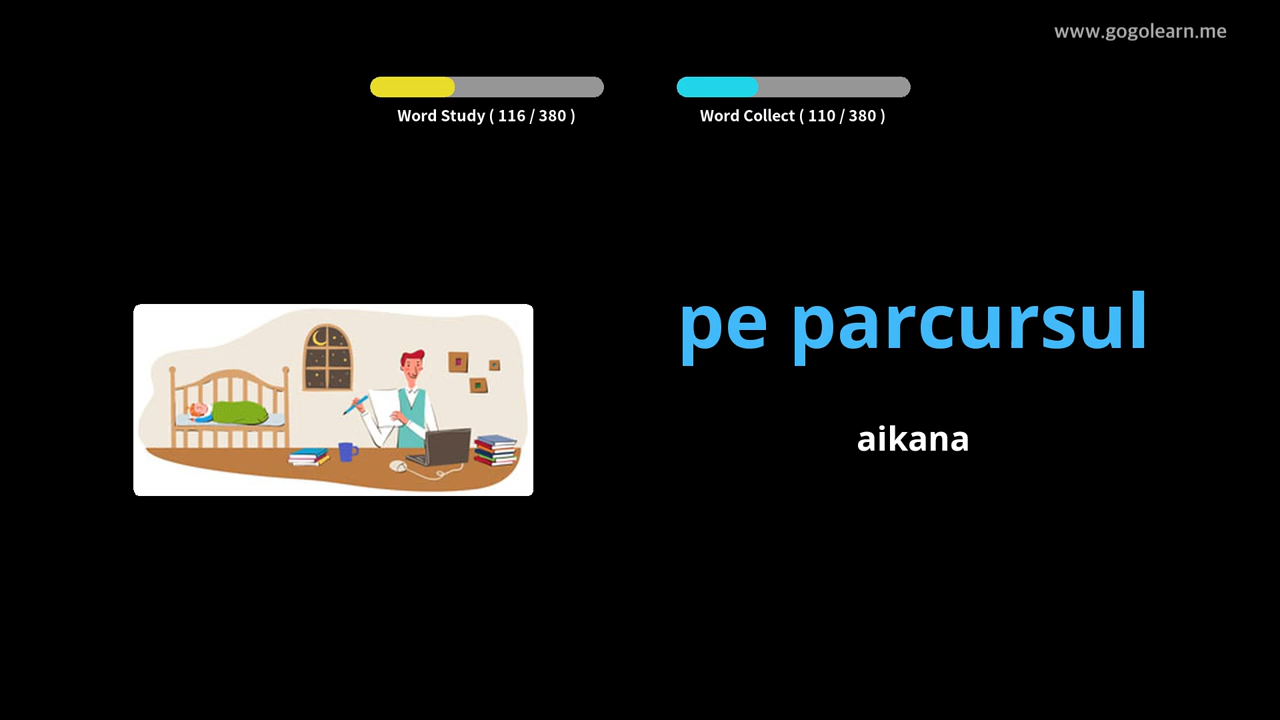 www.gogolearn.me
Word Study ( 116 / 380 )
Word Collect ( 110 / 380 )
pe parcursul
aikana